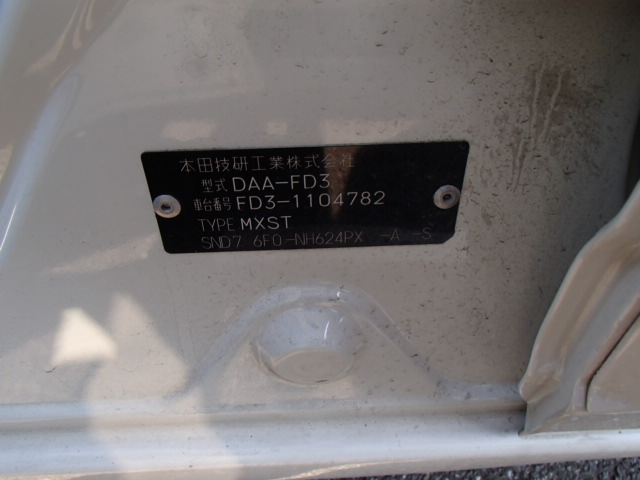 本田技研工業株式会社
型式 DAA-FD3
車台番号 FD3-1104782
TYPE MXST
SND7 6F0-NH624PX -A -S